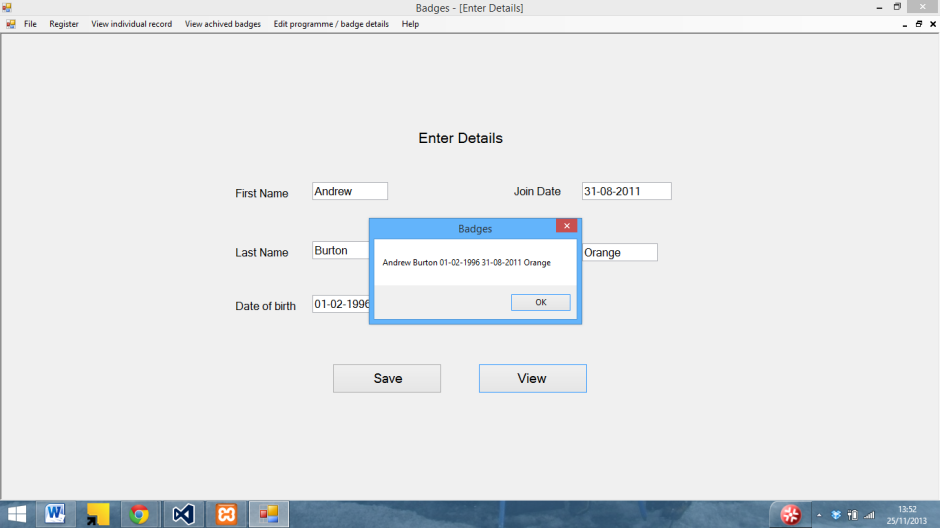 Badges - [Enter Details]
File Register View individual record View achived badges Edit programme / badge details Help
Enter Details
First Name Andrew Join Date 31-08-2011
Badges
Last Name Burton Orange
Andrew Burton 01-02-1996 31-08-2011 Orange
Date of birth 01-02-1996 OK
Save View
13:52
25/11/2013